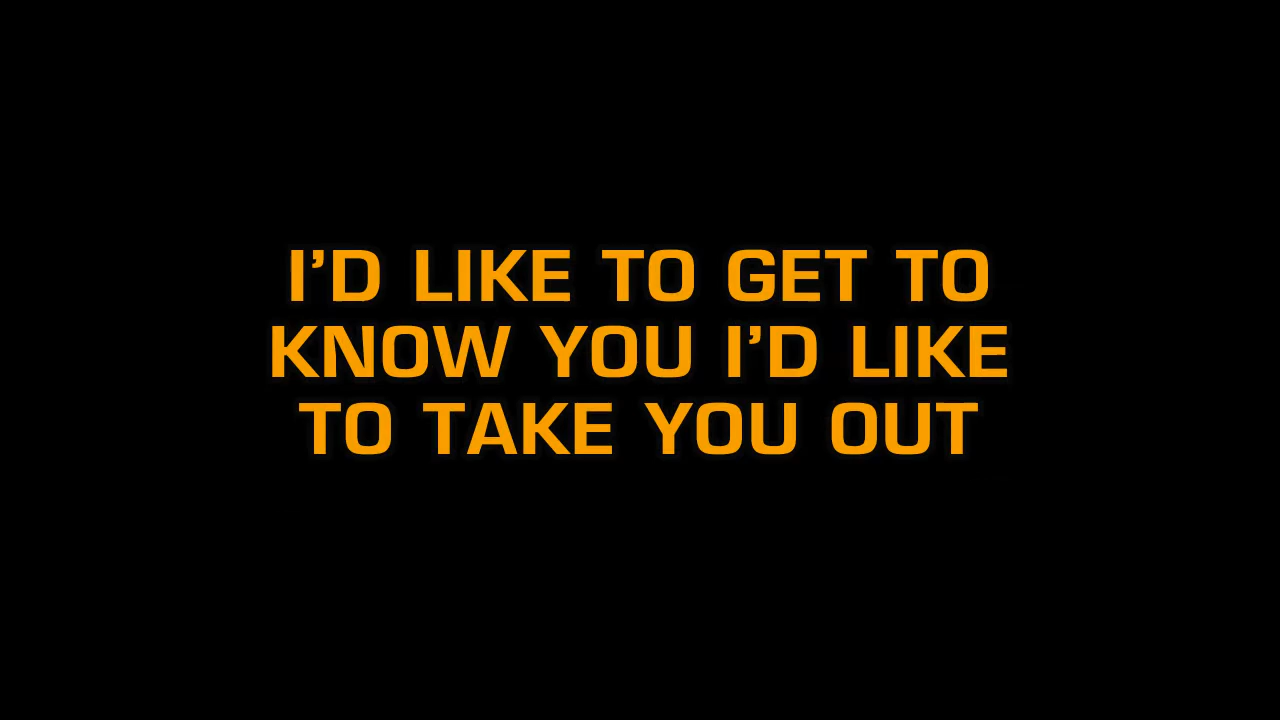 I’D LIKE TO GET TO
KNOW YOU I’D LIKE
TO TAKE YOU OUT